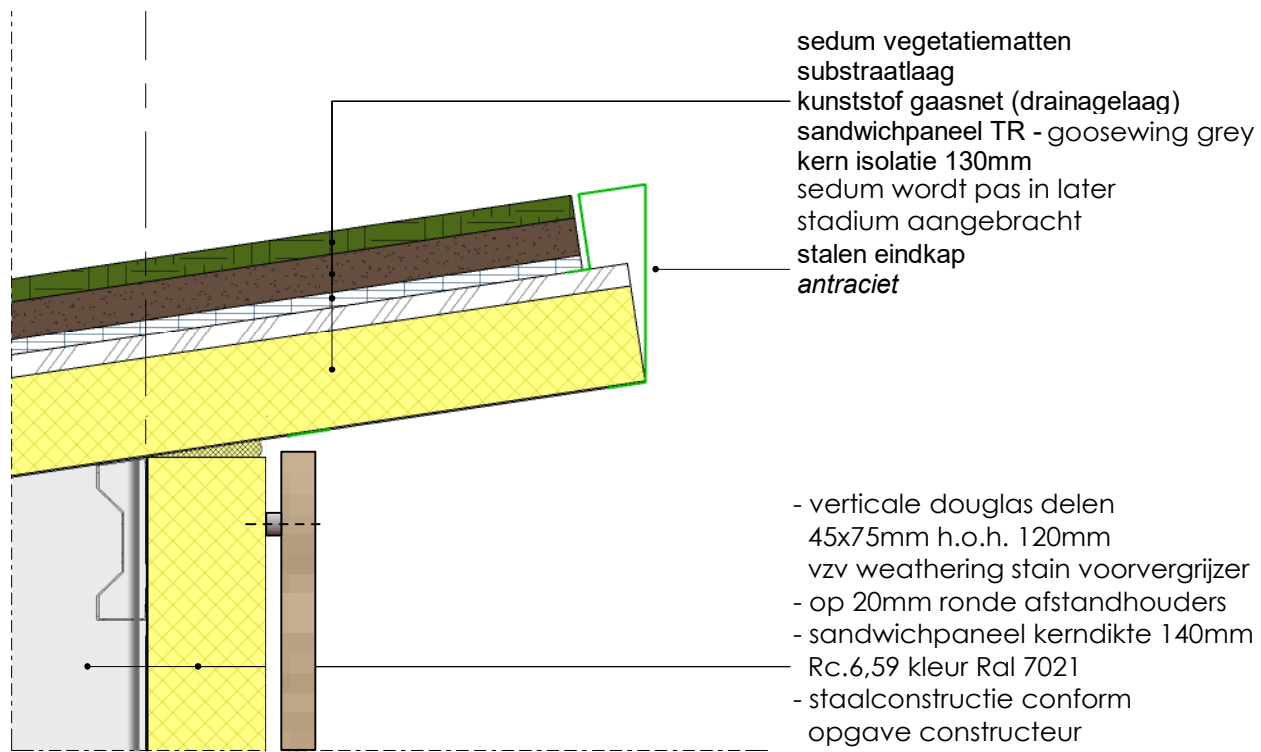 sedum vegetatiematten
substraatlaag
kunststof gaasnet (drainagelaag)
sandwichpaneel TR - goosewing grey
kern isolatie 130mm
sedum wordt pas in later
stadium aangebracht
stalen eindkap
antraciet
- verticale douglas delen
45x75mm h.o.h. 120mm
vzv weathering stain voorvergrijzer
- op 20mm ronde afstandhouders
- sandwichpaneel kerndikte 140mm
Rc.6,59 kleur Ral 7021
- staalconstructie conform
opgave constructeur